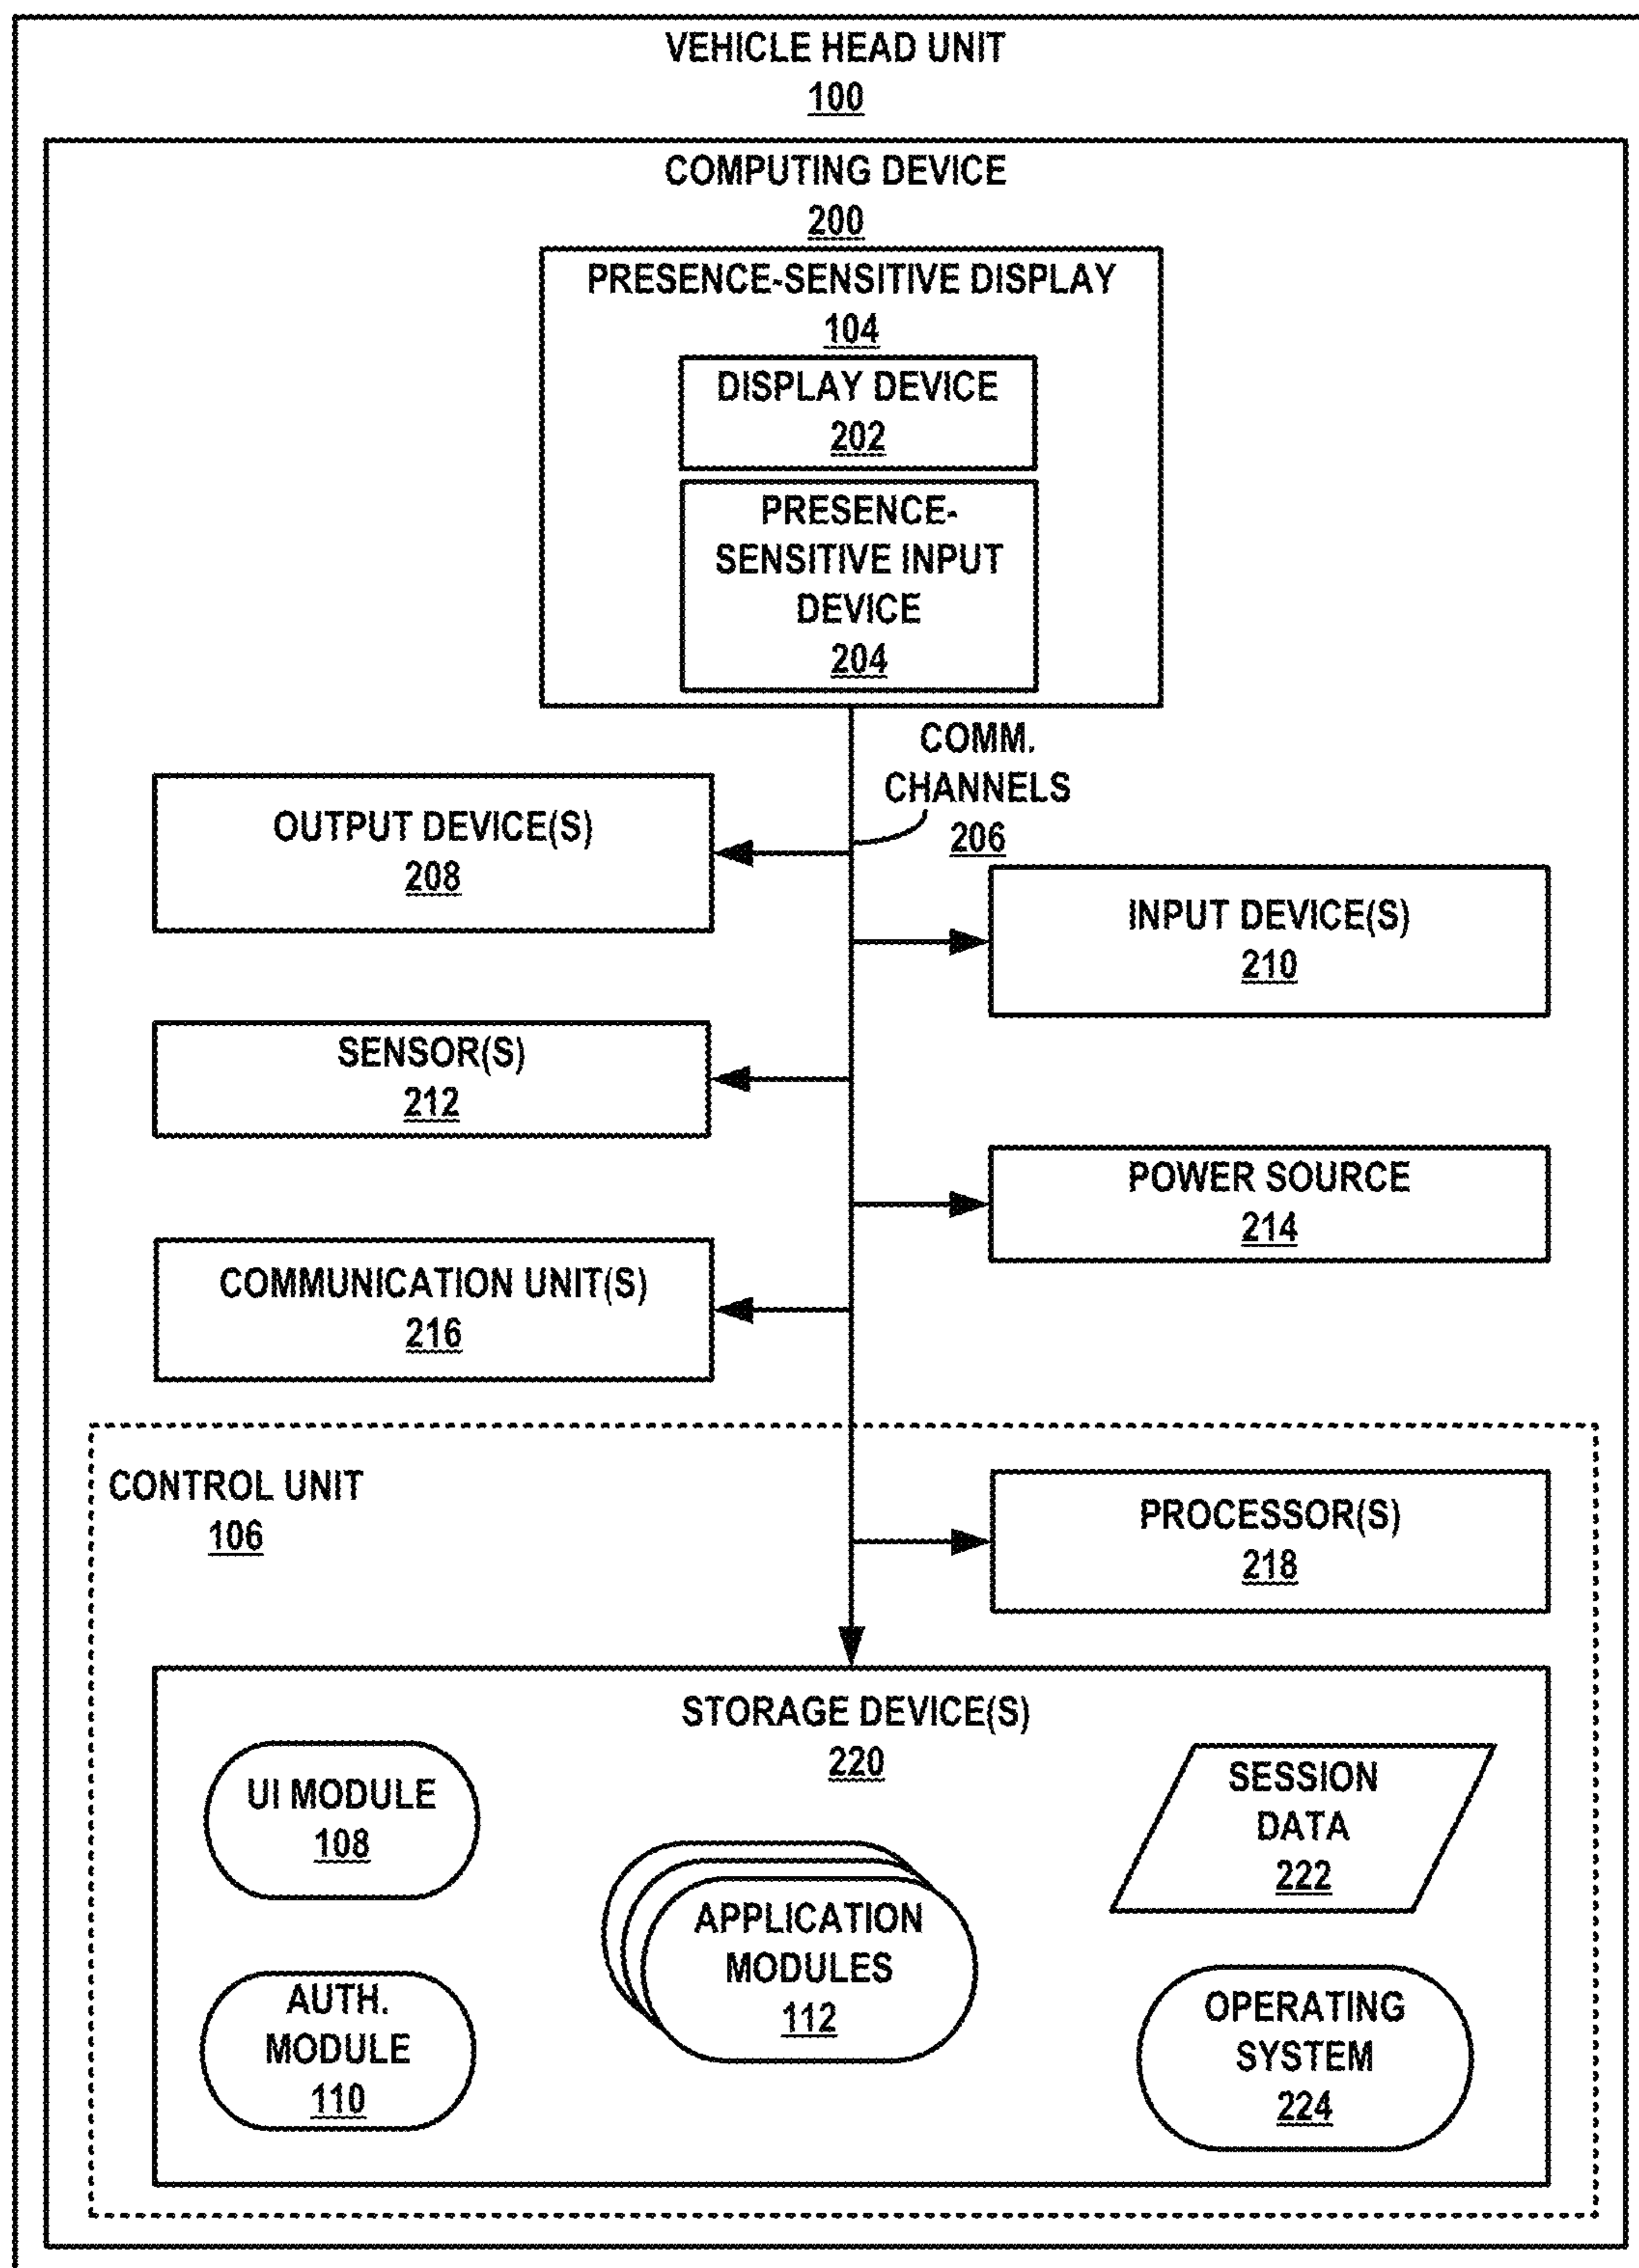 VEHICLE HEAD UNIT
100
COMPUTING DEVICE
200
PRESENCE-SENSITIVE DISPLAY
104
DISPLAY DEVICE
202
PRESENCE-
SENSITIVE INPUT
DEVICE
204
COMM.
CHANNELS
206
OUTPUT DEVICE(S)
208
INPUT DEVICE(S)
210
SENSOR(S)
212
POWER SOURCE
214
COMMUNICATION UNIT(S)
216
CONTROL UNIT
106
PROCESSOR(S)
218
STORAGE DEVICE(S)
220
UI MODULE
108
SESSION
DATA
222
APPLICATION
MODULES
112
AUTH.
MODULE
110
OPERATING
SYSTEM
224